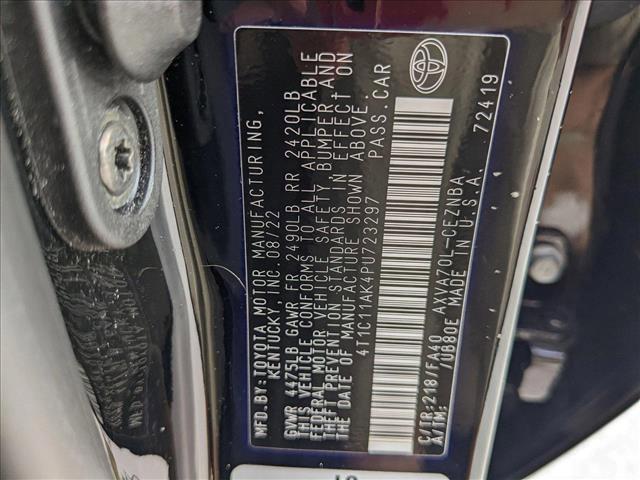 MFD. BY: TOYOTA MOTOR MANUFACTURING,
KENTUCKY, INC. 08/22
GVWR 4475LB GAWR FR 2490LB RR 2420LB
THIS VEHICLE CONFORMS TO ALL APPLICABLE
FEDERAL MOTOR VEHICLE SAFETY, BUMPER AND
THEFT PREVENTION STANDARDS IN EFFECT ON
THE DATE OF MANUFACTURE SHOWN ABOVE.
4T1C11AK4PU723297 PASS.CAR
C/TR:218/FA40 AXVA70L-CEZNBA
A/TM: /UB80E MADE IN U.S.A.
72419